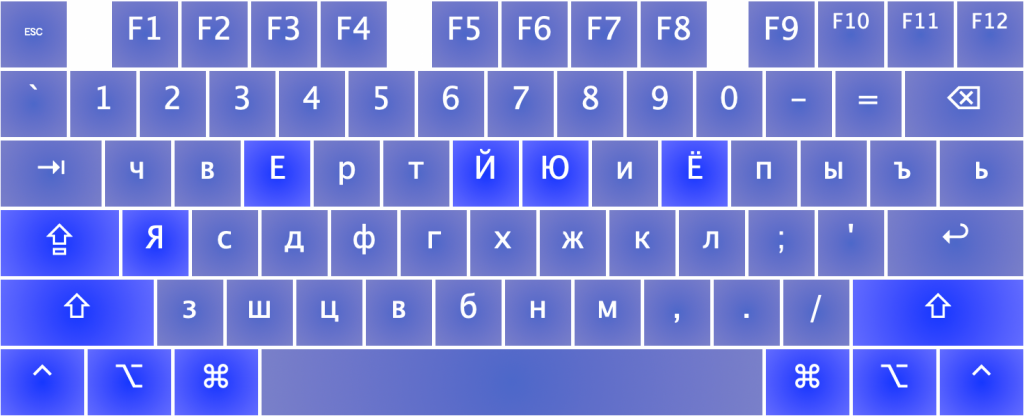 ESC F1 F2 F3 F4 F5 F6 F7 F8 F9 F10 F11 F12
` 1 2 3 4 5 6 7 8 9 0 - = ⌫
⇥ ч в Е р т Й Ю и Ё п ы ъ ь
⇪ Я с д ф г х ж к л ; ' ↩
⇧ з ш ц в б н м , . / ⇧
⌃ ⌥ ⌘ ⌘ ⌥ ⌃